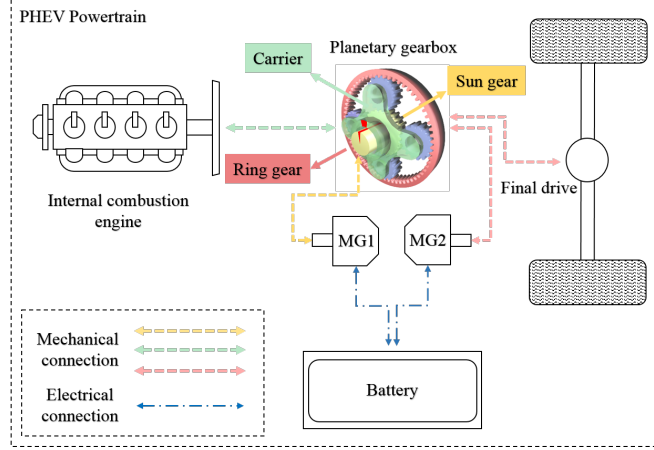 PHEV Powertrain
Planetary gearbox
Carrier
Sun gear
Ring gear
Internal combustion
engine
Final drive
MG1
MG2
Mechanical
connection
Electrical
connection
Battery